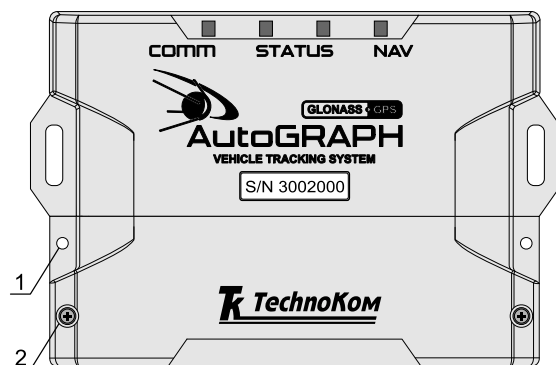 COMM STATUS NAV
GLONASS GPS
AutoGRAPH
VEHICLE TRACKING SYSTEM
S/N 3002000
1
TK TechnoKom
2